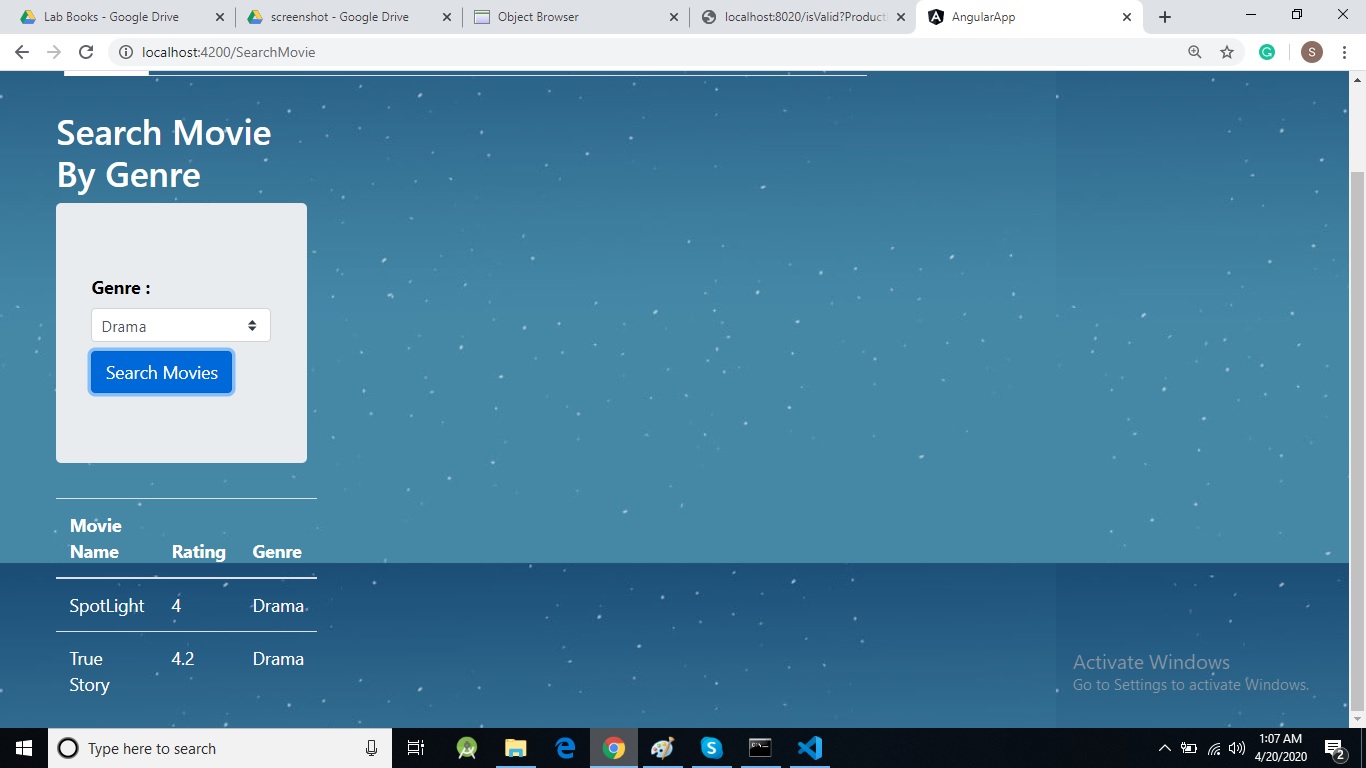 Lab Books - Google Drive
screenshot - Google Drive
Object Browser
localhost:8020/isValid?Product
AngularApp
localhost:4200/SearchMovie
S
Search Movie
By Genre
Genre :
Drama
Search Movies
Movie
Name
Rating
Genre
SpotLight 4 Drama
True
Story
4.2 Drama
Activate Windows
Go to Settings to activate Windows.
Type here to search
1:07 AM
4/20/2020
2